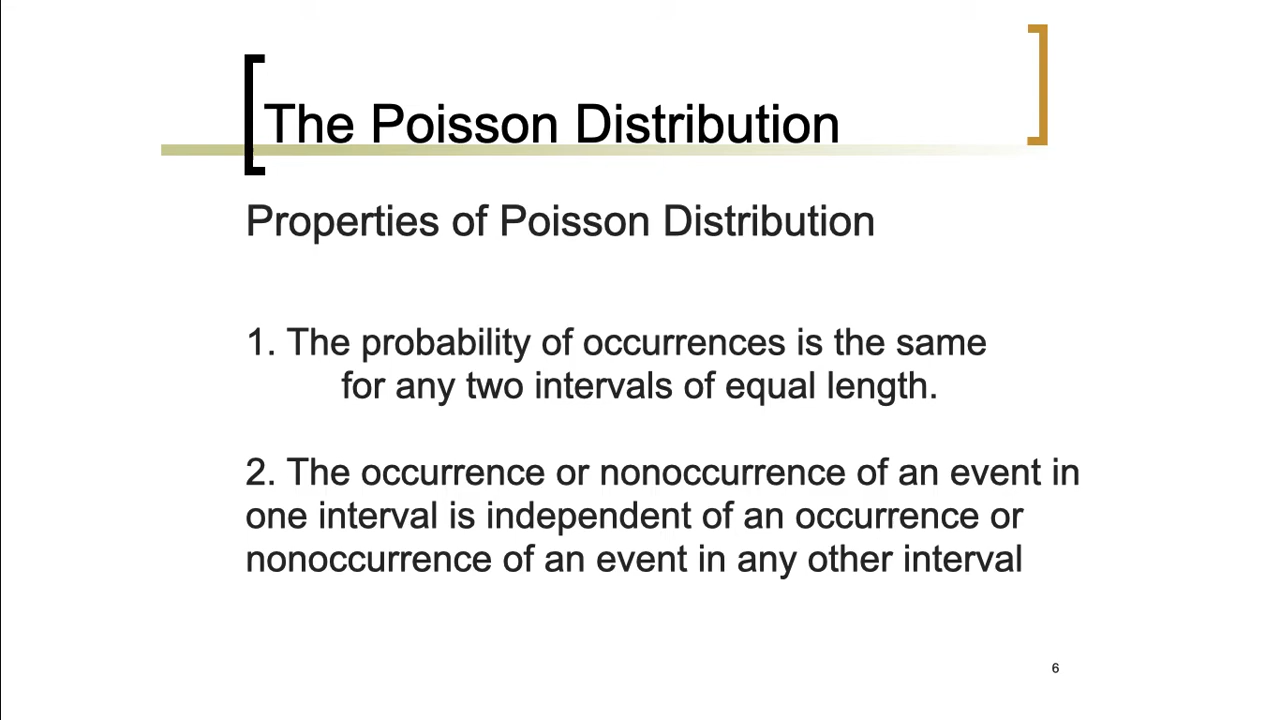 The Poisson Distribution
Properties of Poisson Distribution
1. The probability of occurrences is the same
for any two intervals of equal length.
2. The occurrence or nonoccurrence of an event in
one interval is independent of an occurrence or
nonoccurrence of an event in any other interval
6